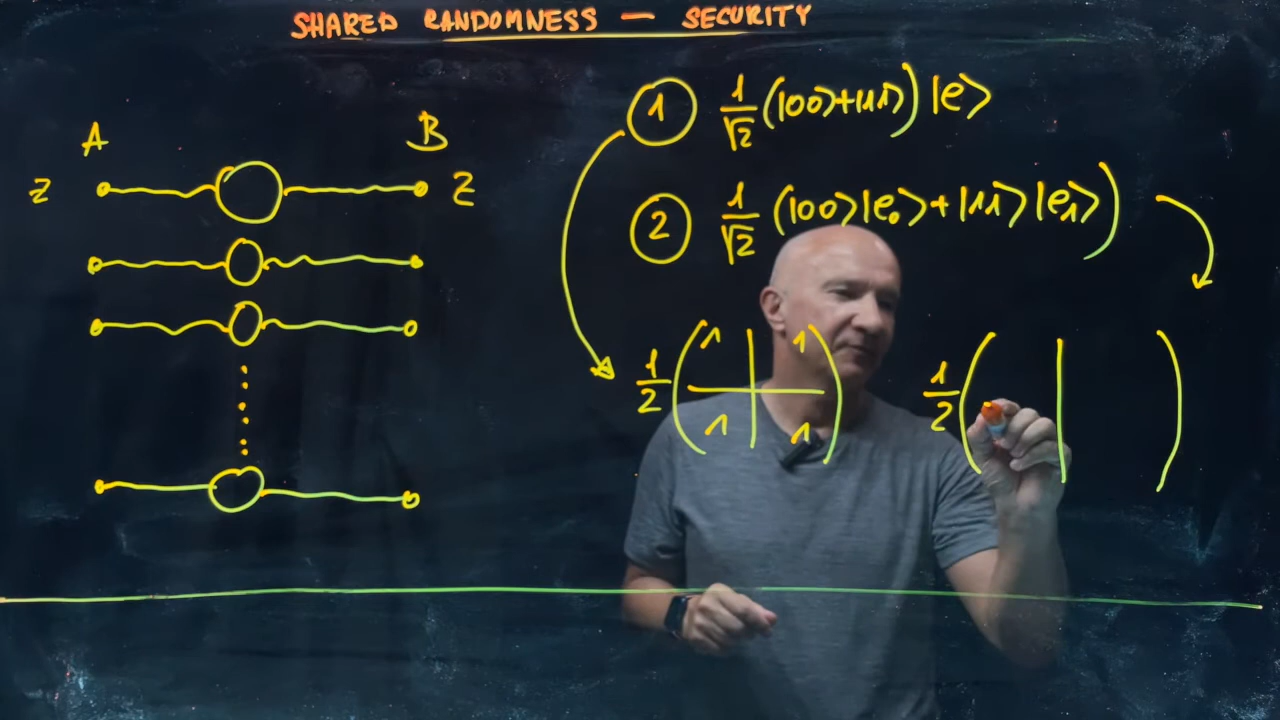 SHARED RANDOMNESS — SECURITY
A B
Z Z
1 1/√2 (|00>+|11>) |e>
2 1/√2 (|00>|e₀>+|11>|e₁>)
1/2 ( 1 | 1 ) 1/2 ( | )
1 | 1